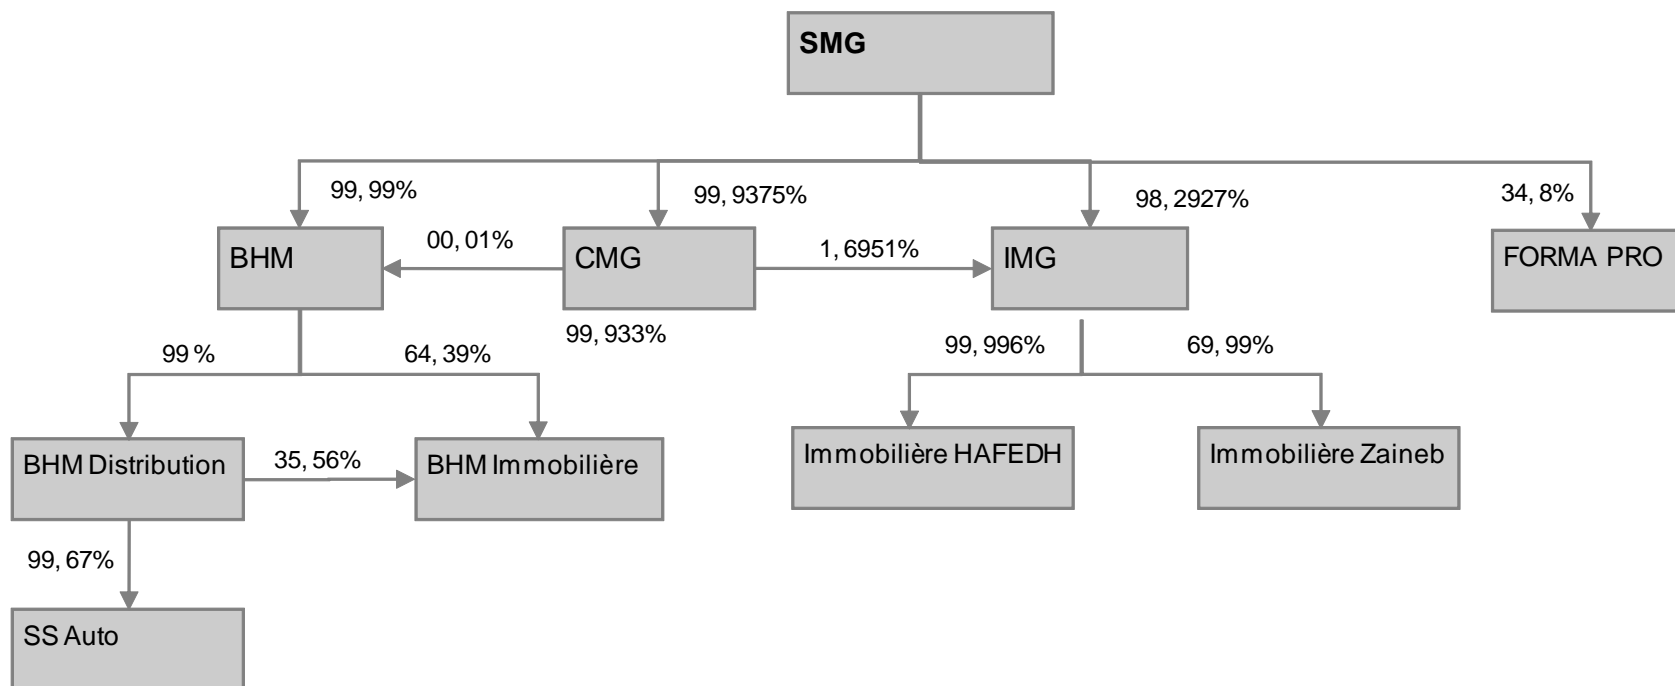 SMG
99,99%
99,9375%
98,2927%
34,8%
BHM
00,01%
CMG
1,6951%
IMG
FORMA PRO
99,933%
99 %
64,39%
99,996%
69,99%
BHM Distribution
35,56%
BHM Immobilière
Immobilière HAFEDH
Immobilière Zaineb
99,67%
SS Auto